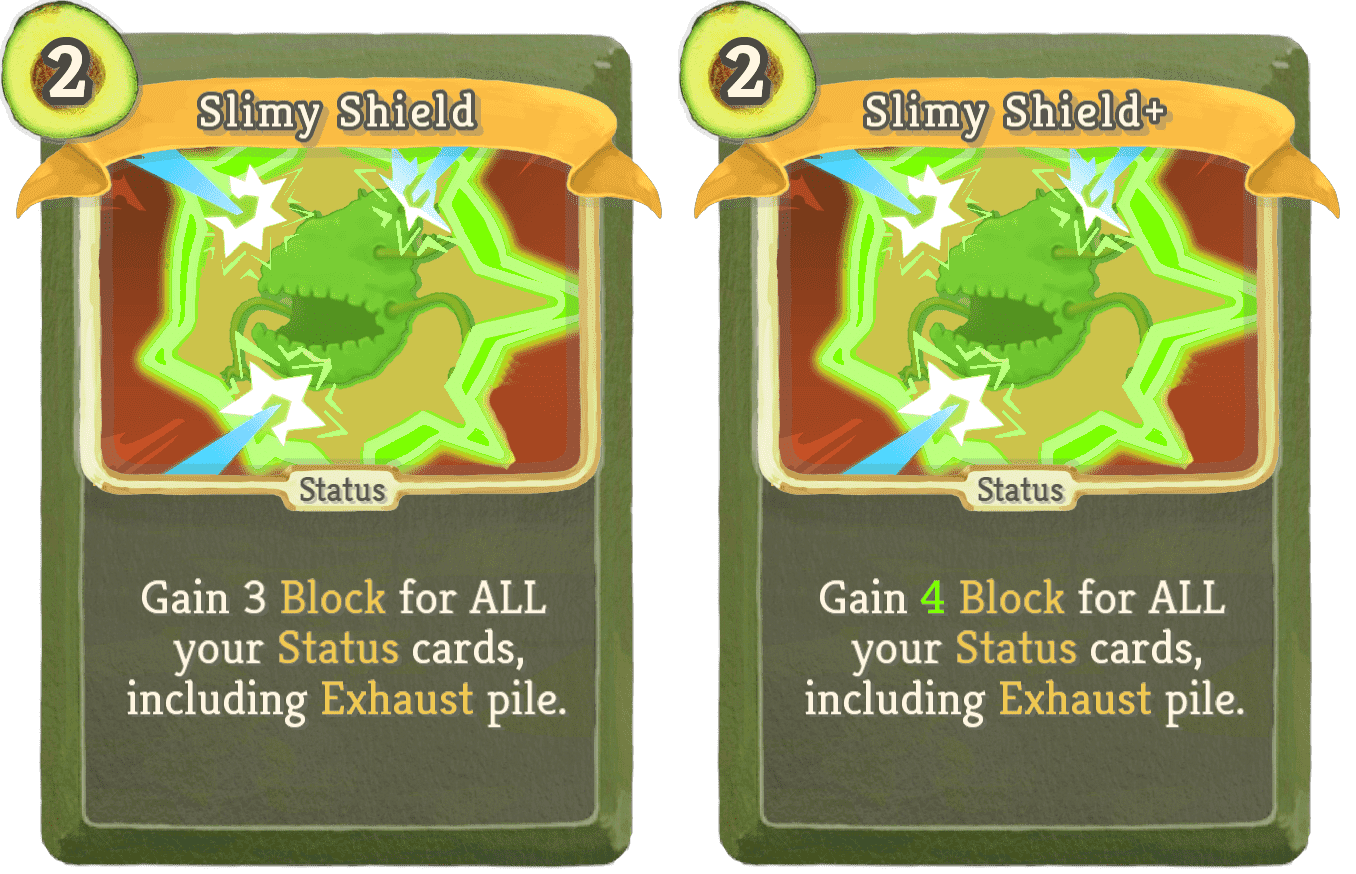 2
Slimy Shield
Status
Gain 3 Block for ALL
your Status cards,
including Exhaust pile.
2
Slimy Shield+
Status
Gain 4 Block for ALL
your Status cards,
including Exhaust pile.